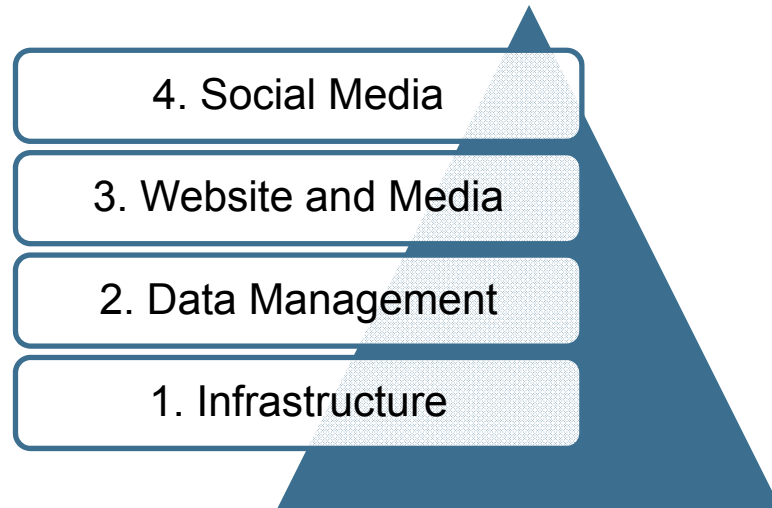 4. Social Media
3. Website and Media
2. Data Management
1. Infrastructure